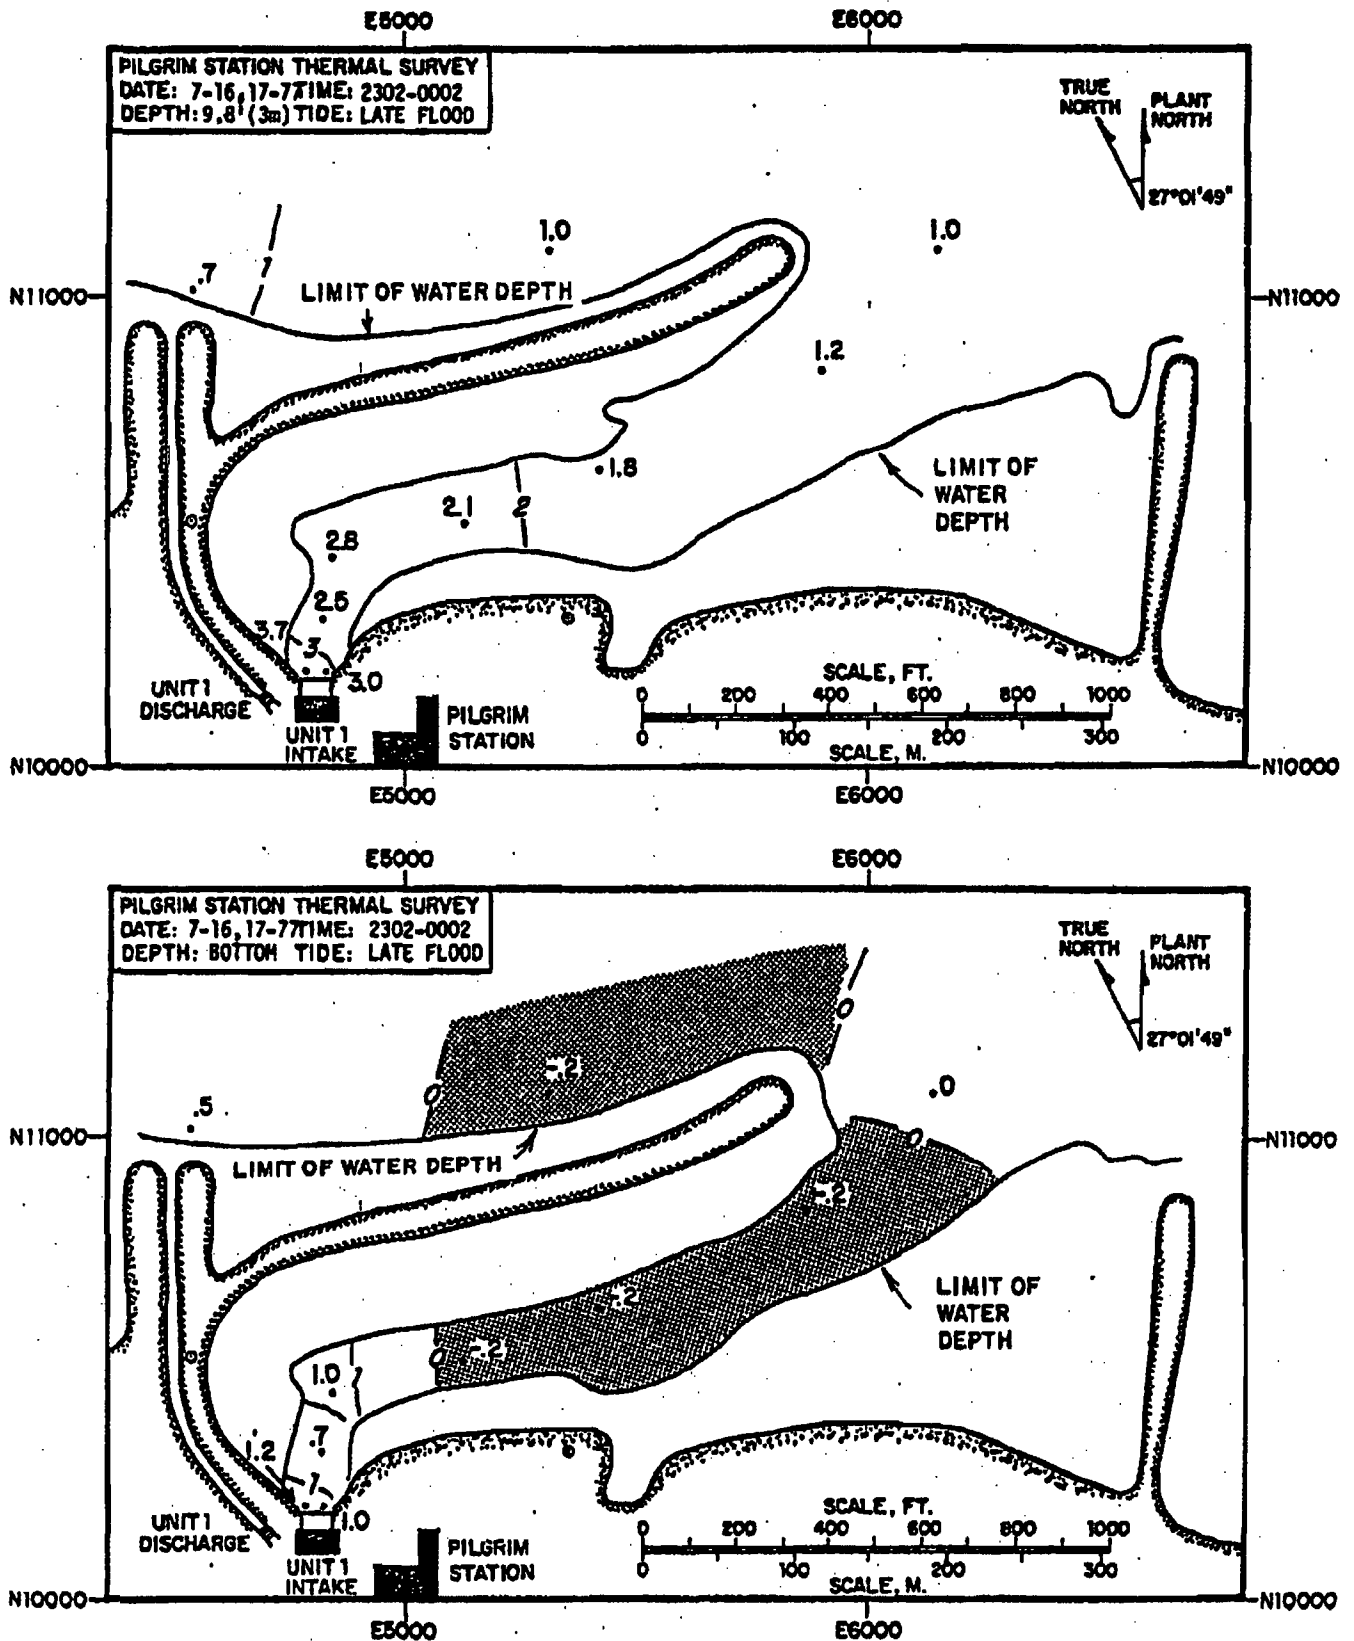 E5000 E6000
PILGRIM STATION THERMAL SURVEY
DATE: 7-16,17-77 TIME: 2302-0002
DEPTH: 9.8' (3m) TIDE: LATE FLOOD
TRUE NORTH
PLANT NORTH
27°01'49"
1.0
1.0
.7
1
LIMIT OF WATER DEPTH
N11000 N11000
1.2
1.8
LIMIT OF
WATER
DEPTH
2.1
2
2.8
2.5
3.7
3
3.0
UNIT 1
DISCHARGE
UNIT 1
INTAKE
PILGRIM
STATION
SCALE, FT.
0 200 400 600 800 1000
0 100 200 300
SCALE, M.
N10000 N10000
E5000 E6000
E5000 E6000
PILGRIM STATION THERMAL SURVEY
DATE: 7-16,17-77 TIME: 2302-0002
DEPTH: BOTTOM TIDE: LATE FLOOD
TRUE NORTH
PLANT NORTH
27°01'49"
0
-.2
0
.0
.5
N11000 N11000
0
LIMIT OF WATER DEPTH
-.2
-.2
LIMIT OF
WATER
DEPTH
-.2
0
1.0
1
.7
1.2
1
1.0
UNIT 1
DISCHARGE
UNIT 1
INTAKE
PILGRIM
STATION
SCALE, FT.
0 200 400 600 800 1000
0 100 200 300
SCALE, M.
N10000 N10000
E5000 E6000